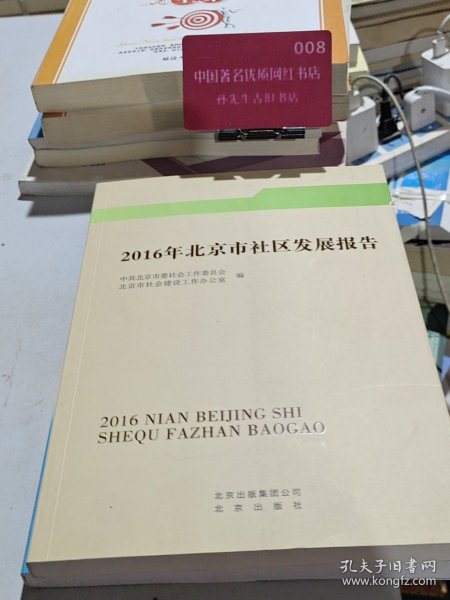 008
中国著名优质网红书店
孙先生古旧书店
2016年北京市社区发展报告
中共北京市委社会工作委员会
北京市社会建设工作办公室 编
2016 NIAN BEIJING SHI
SHEQU FAZHAN BAOGAO
北京出版集团公司
北京出版社
孔夫子旧书网
www.kongfz.com